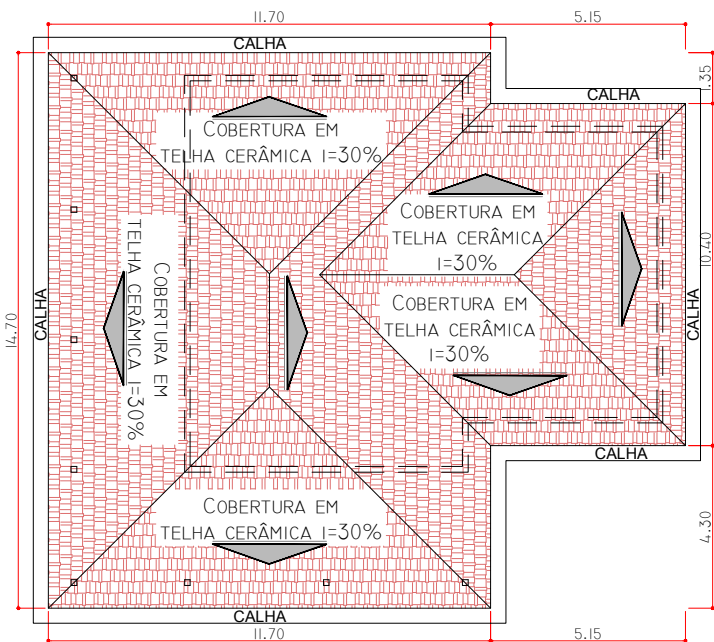 11.70
5.15
CALHA
1.35
CALHA
COBERTURA EM
TELHA CERÂMICA I=30%
COBERTURA EM
TELHA CERÂMICA
I=30%
COBERTURA EM
TELHA CERÂMICA I=30%
10.40
14.70
CALHA
CALHA
COBERTURA EM
TELHA CERÂMICA
I=30%
CALHA
COBERTURA EM
TELHA CERÂMICA I=30%
4.30
CALHA
11.70
5.15